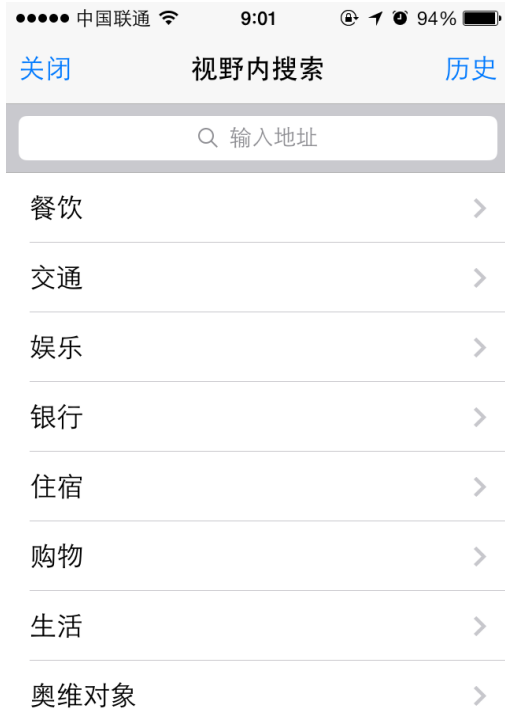 中国联通 9:01 94%
关闭 视野内搜索 历史
输入地址
餐饮
交通
娱乐
银行
住宿
购物
生活
奥维对象